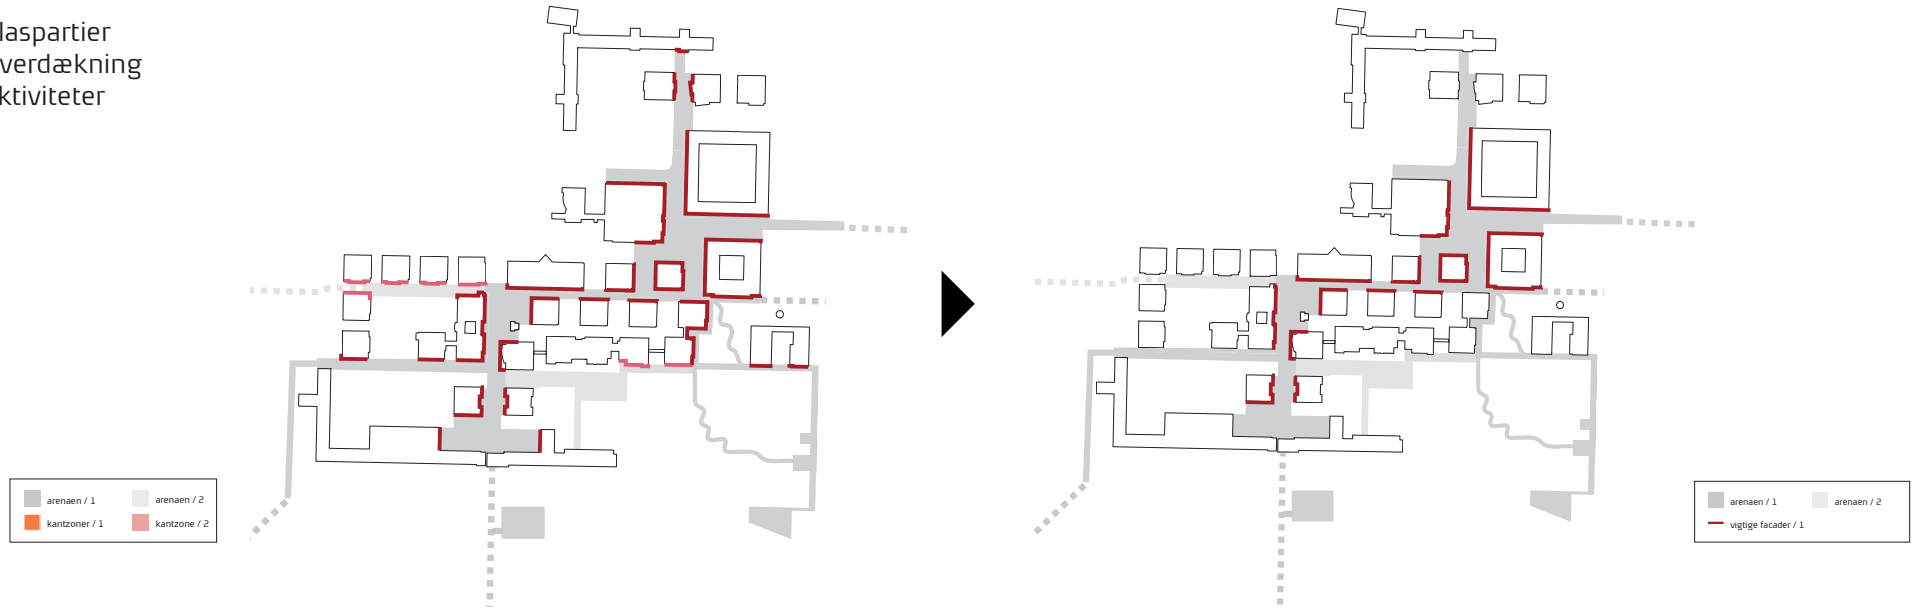 laspartier
verdækning
ktiviteter
arenaen / 1
arenaen / 2
kantzoner / 1
kantzone / 2
arenaen / 1
arenaen / 2
vigtige facader / 1